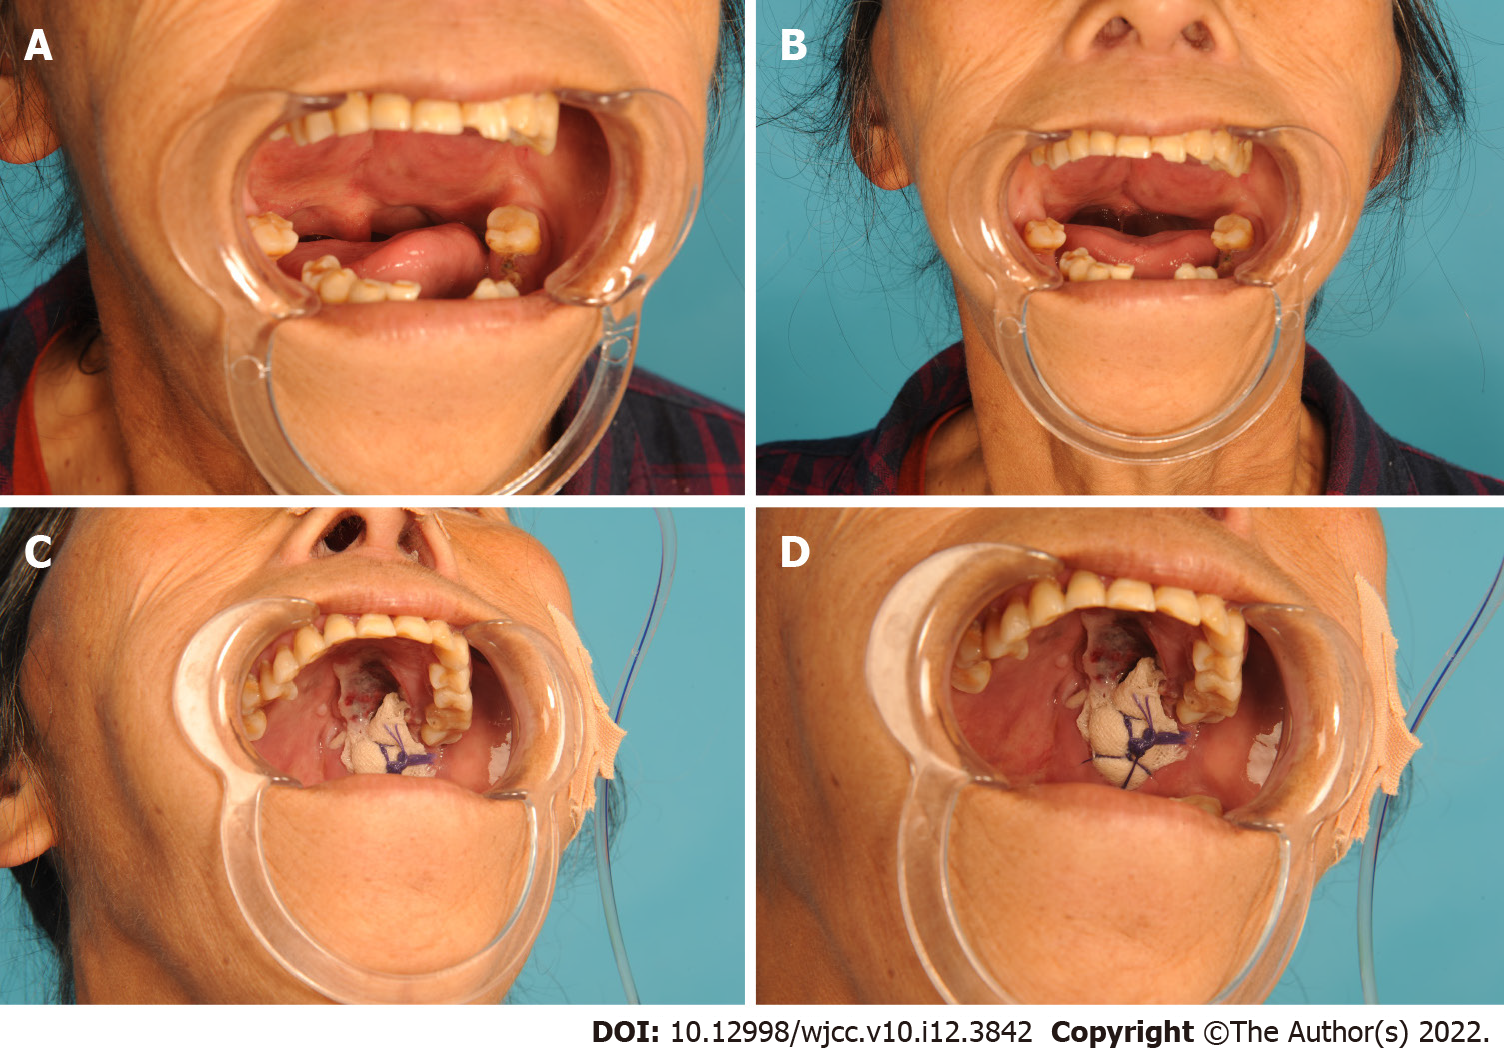 A
B
C
D
DOI: 10.12998/wjcc.v10.i12.3842 Copyright ©The Author(s) 2022.